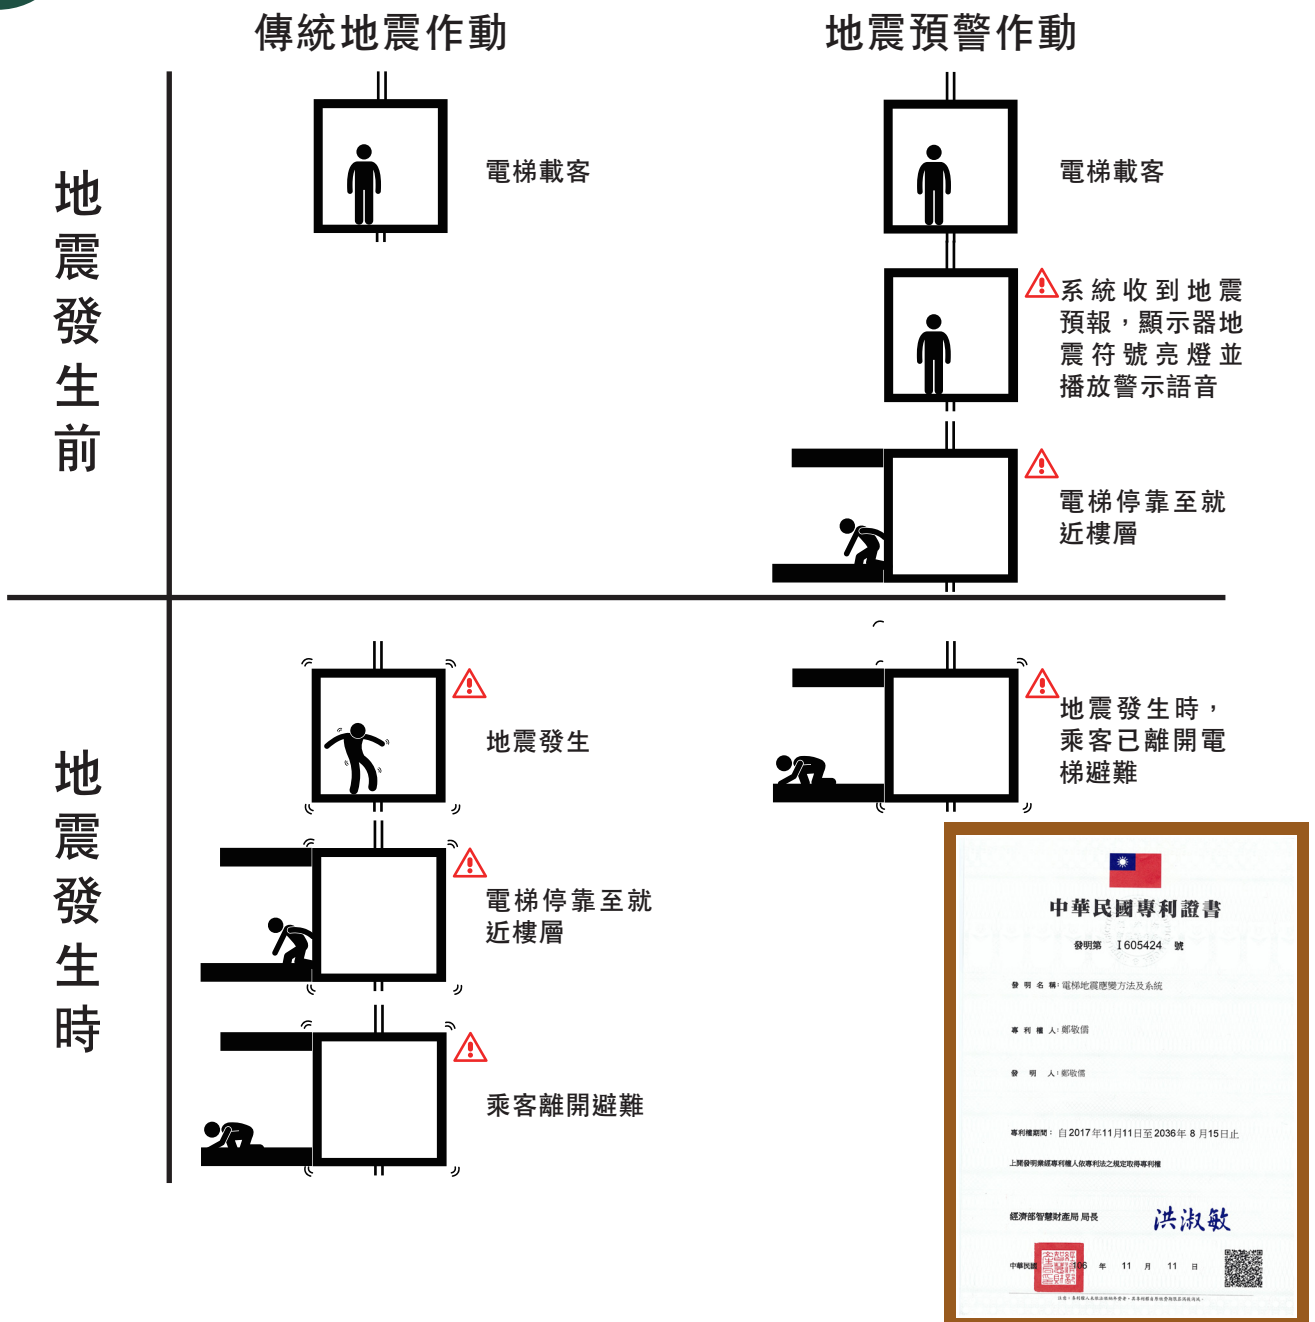 傳統地震作動
地震預警作動
地震發生前
電梯載客
電梯載客
系統收到地震
預報，顯示器地
震符號亮燈並
播放警示語音
電梯停靠至就
近樓層
地震發生時
地震發生
電梯停靠至就
近樓層
乘客離開避難
地震發生時，
乘客已離開電
梯避難
中華民國專利證書
發明第 I605424 號
發明名稱：電梯地震應變方法及系統
專利權人：鄭敬儒
發明人：鄭敬儒
專利權期間：自2017年11月11日至2036年8月15日止
上開發明業經專利權人依專利法之規定取得專利權
經濟部智慧財產局 局長 洪淑敏
中華民國 106 年 11 月 11 日